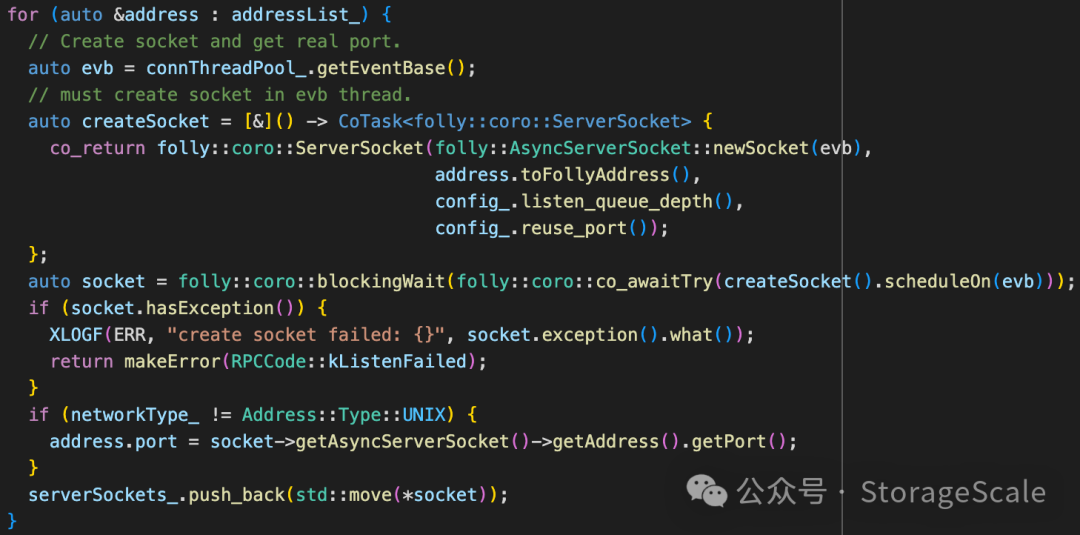 for (auto &address : addressList_) {
  // Create socket and get real port.
  auto evb = connThreadPool_.getEventBase();
  // must create socket in evb thread.
  auto createSocket = [&]() -> CoTask<folly::coro::ServerSocket> {
    co_return folly::coro::ServerSocket(folly::AsyncServerSocket::newSocket(evb),
                                        address.toFollyAddress(),
                                        config_.listen_queue_depth(),
                                        config_.reuse_port());
  };
  auto socket = folly::coro::blockingWait(folly::coro::co_awaitTry(createSocket().scheduleOn(evb)));
  if (socket.hasException()) {
    XLOGF(ERR, "create socket failed: {}", socket.exception().what());
    return makeError(RPCCode::kListenFailed);
  }
  if (networkType_ != Address::Type::UNIX) {
    address.port = socket->getAsyncServerSocket()->getAddress().getPort();
  }
  serverSockets_.push_back(std::move(*socket));
}
公众号 · StorageScale